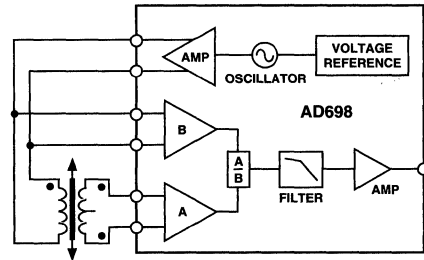 AMP
OSCILLATOR
VOLTAGE
REFERENCE
AD698
B
A
B
A
FILTER
AMP